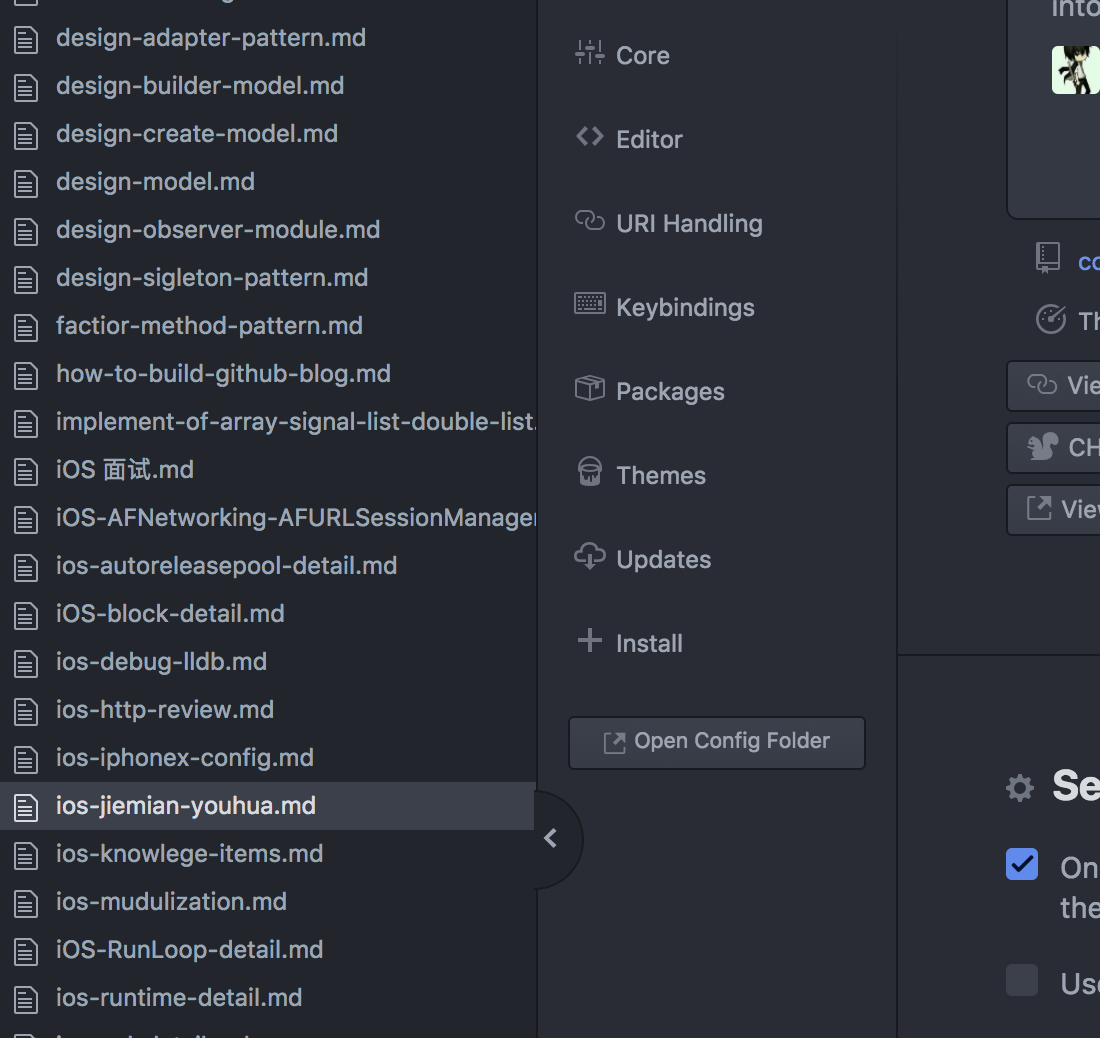 design-adapter-pattern.md
design-builder-model.md
design-create-model.md
design-model.md
design-observer-module.md
design-sigleton-pattern.md
factior-method-pattern.md
how-to-build-github-blog.md
implement-of-array-signal-list-double-list.
iOS 面试.md
iOS-AFNetworking-AFURLSessionManager
ios-autoreleasepool-detail.md
iOS-block-detail.md
ios-debug-lldb.md
ios-http-review.md
ios-iphonex-config.md
ios-jiemian-youhua.md
ios-knowlege-items.md
ios-mudulization.md
iOS-RunLoop-detail.md
ios-runtime-detail.md
Core
Editor
URI Handling
Keybindings
Packages
Themes
Updates
Install
Open Config Folder
into
co
Th
Vie
CH
View
Se
On
the
Use